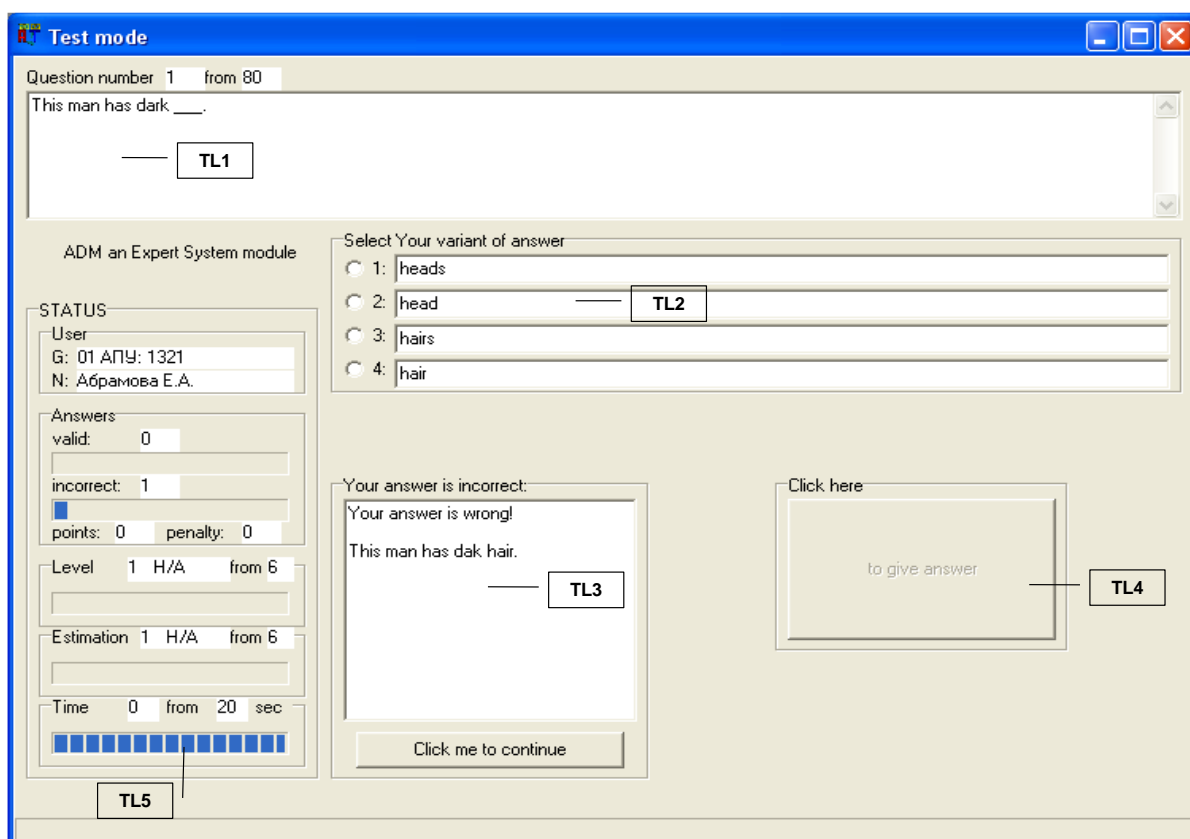 Test mode
Question number 1 from 80
This man has dark ___.
TL1
ADM an Expert System module
Select Your variant of answer
1: heads
2: head
TL2
3: hairs
4: hair
STATUS
User
G: 01 АПУ: 1321
N: Абрамова Е.А.
Answers
valid: 0
incorrect: 1
points: 0 penalty: 0
Level 1 Н/А from 6
Estimation 1 Н/А from 6
Time 0 from 20 sec
TL5
Your answer is incorrect:
Your answer is wrong!
This man has dak hair.
TL3
Click me to continue
Click here
to give answer
TL4